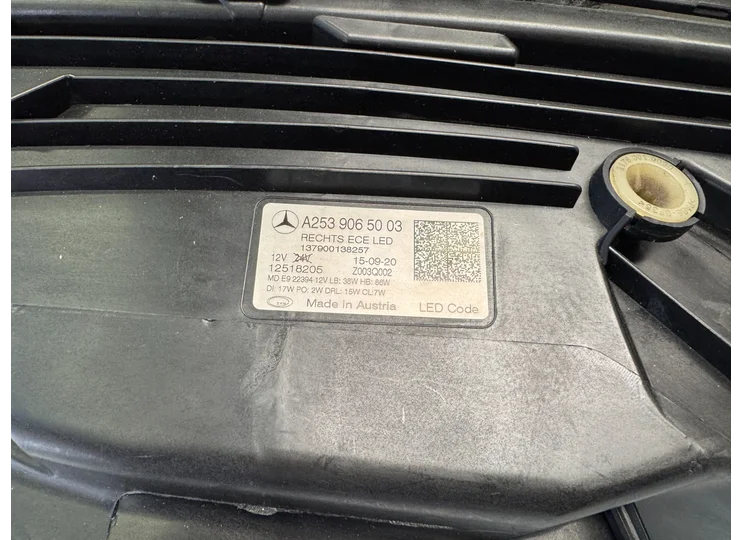 A253 906 50 03
RECHTS ECE LED
137900138257
12V 24V 15-09-20
12518205 Z003Q002
MD E9 22394 12V LB: 38W HB: 66W
DI: 17W PO: 2W DRL: 15W CL:7W
Made in Austria LED Code